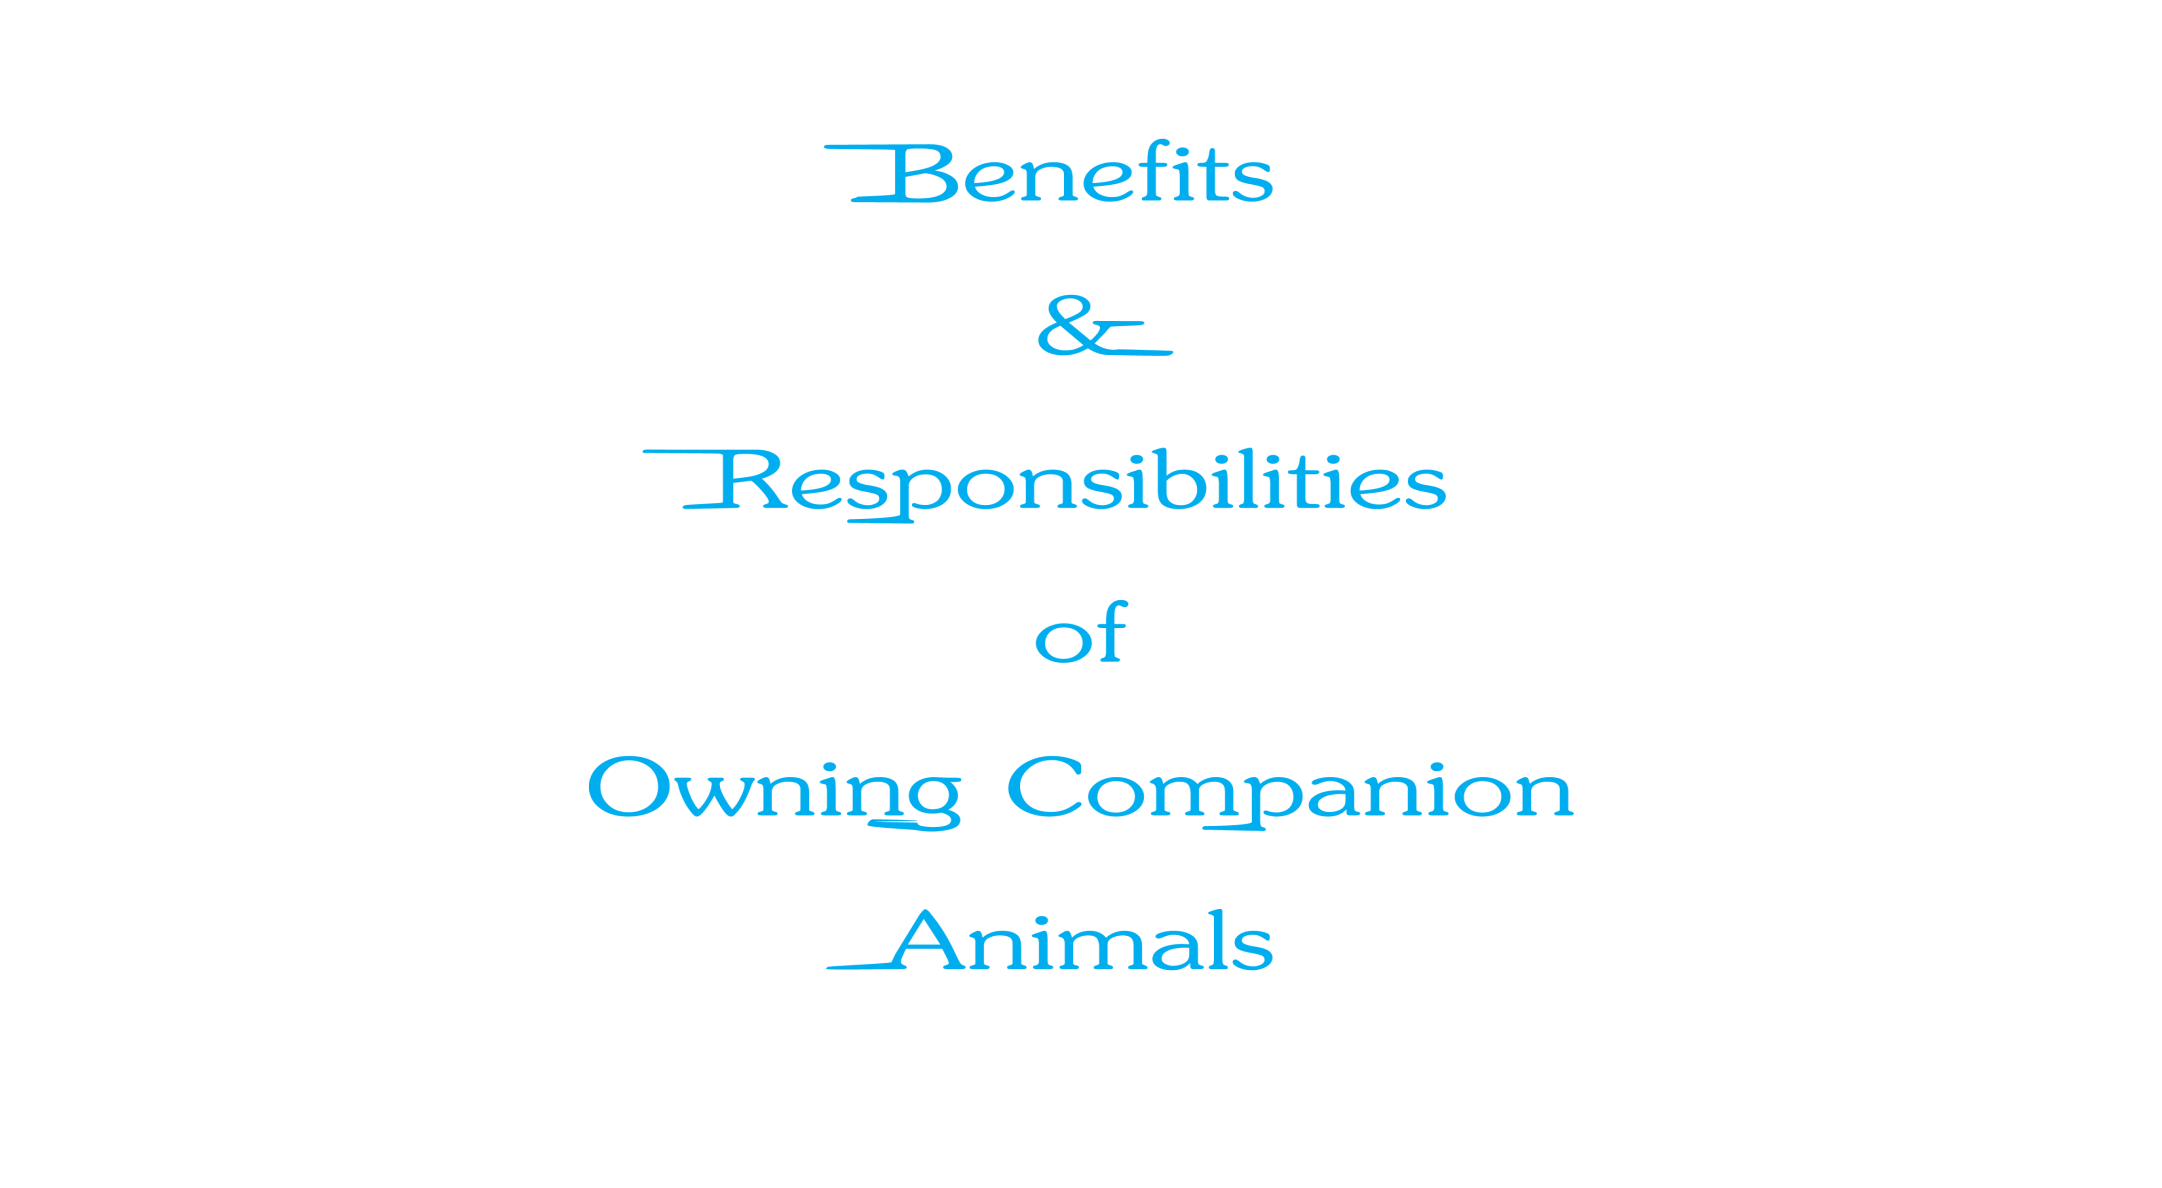 Benefits
&
Responsibilities
of
Owning Companion
Animals